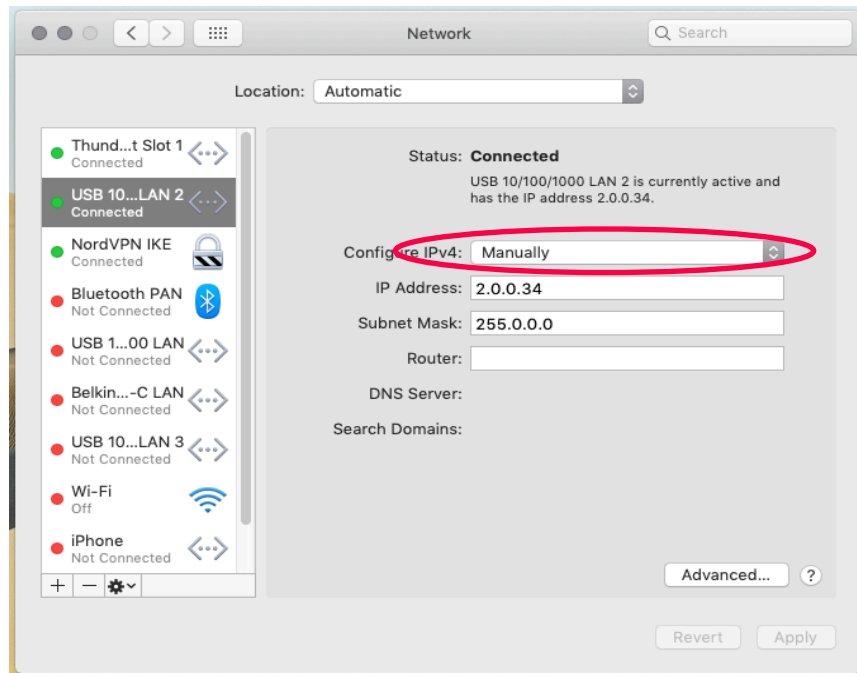 Network
Search
Location: Automatic
Thund...t Slot 1
Connected
USB 10...LAN 2
Connected
NordVPN IKE
Connected
Bluetooth PAN
Not Connected
USB 1...00 LAN
Not Connected
Belkin...-C LAN
Not Connected
USB 10...LAN 3
Not Connected
Wi-Fi
Off
iPhone
Not Connected
Status: Connected
USB 10/100/1000 LAN 2 is currently active and
has the IP address 2.0.0.34.
Configure IPv4: Manually
IP Address: 2.0.0.34
Subnet Mask: 255.0.0.0
Router:
DNS Server:
Search Domains:
Advanced... ?
Revert Apply